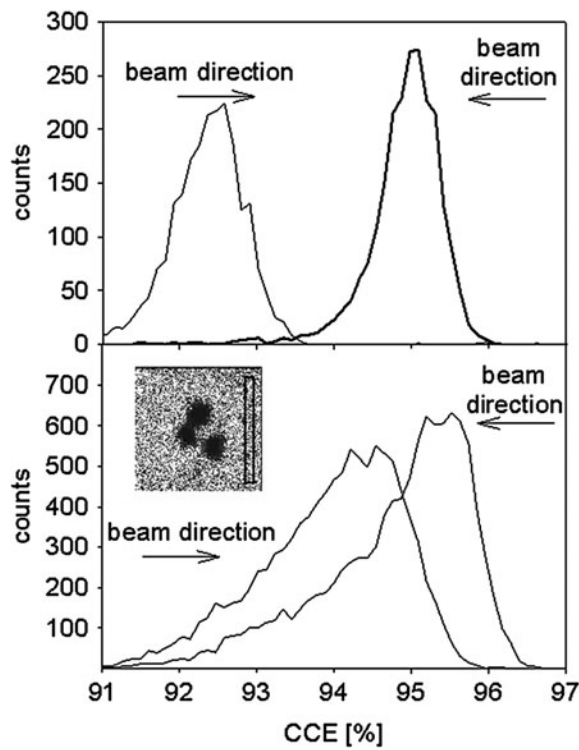 300
250
200
150
100
50
0
counts
beam direction
beam
direction
700
600
500
400
300
200
100
counts
beam direction
beam
direction
91 92 93 94 95 96 97
CCE [%]